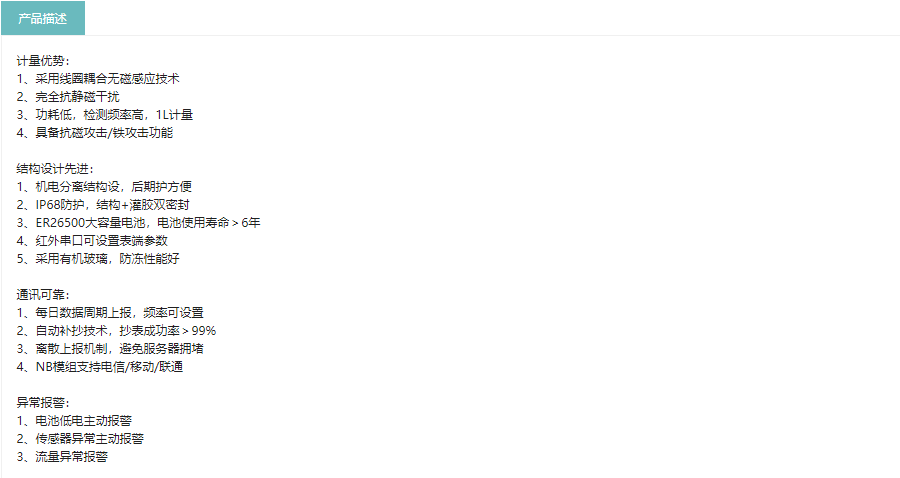 产品描述
计量优势：
1、采用线圈耦合无磁感应技术
2、完全抗静磁干扰
3、功耗低，检测频率高，1L计量
4、具备抗磁攻击/铁攻击功能
结构设计先进：
1、机电分离结构设，后期护方便
2、IP68防护，结构+灌胶双密封
3、ER26500大容量电池，电池使用寿命＞6年
4、红外串口可设置表端参数
5、采用有机玻璃，防冻性能好
通讯可靠：
1、每日数据周期上报，频率可设置
2、自动补抄技术，抄表成功率＞99%
3、离散上报机制，避免服务器拥堵
4、NB模组支持电信/移动/联通
异常报警：
1、电池低电主动报警
2、传感器异常主动报警
3、流量异常报警